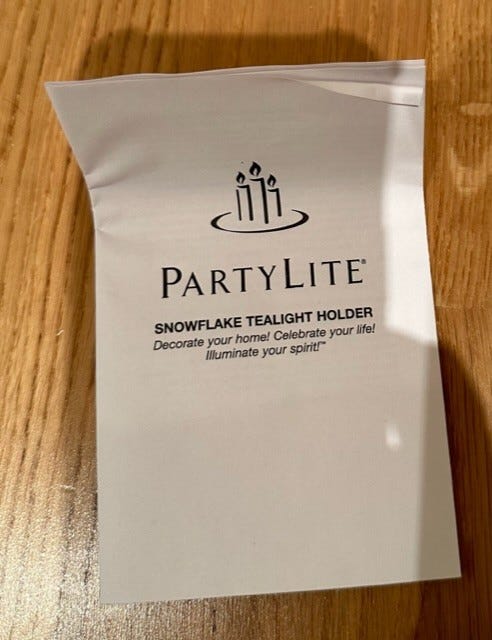 PARTYLITE®
SNOWFLAKE TEALIGHT HOLDER
Decorate your home! Celebrate your life!
Illuminate your spirit!™